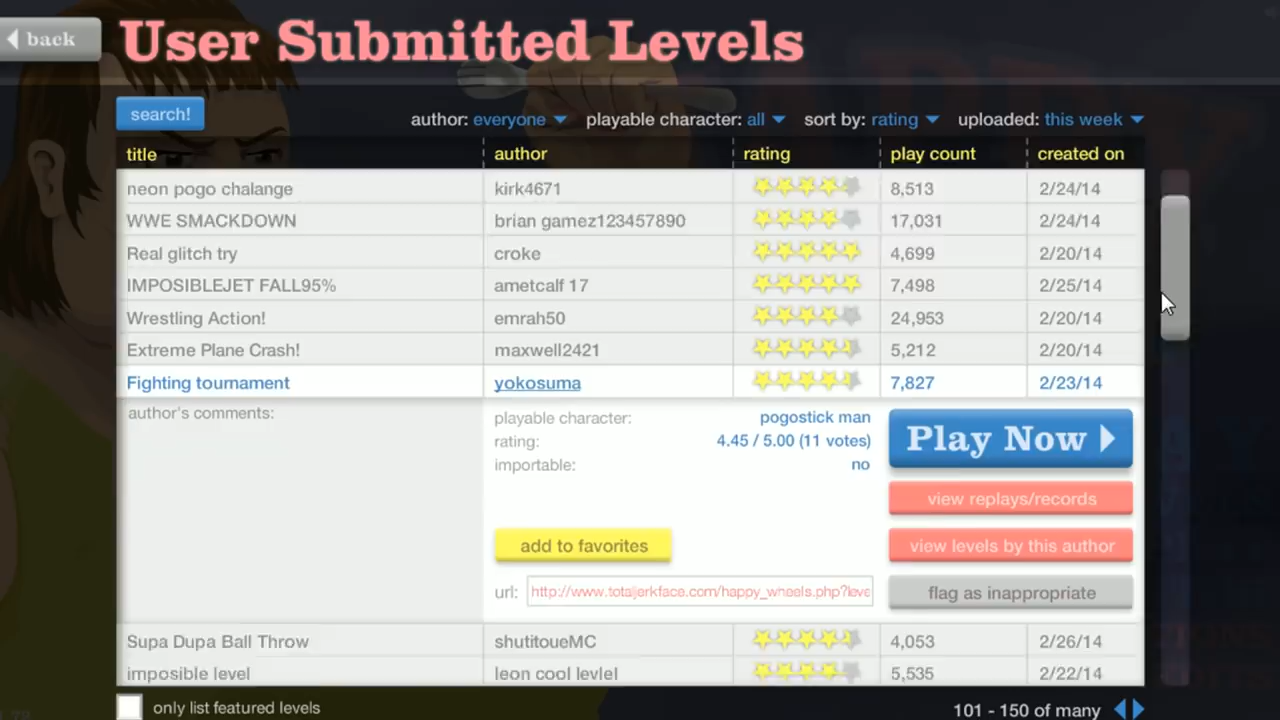 back
User Submitted Levels
search!
author: everyone playable character: all sort by: rating uploaded: this week
title author rating play count created on
neon pogo chalange kirk4671 8,513 2/24/14
WWE SMACKDOWN brian gamez123457890 17,031 2/24/14
Real glitch try croke 4,699 2/20/14
IMPOSIBLEJET FALL95% ametcalf 17 7,498 2/25/14
Wrestling Action! emrah50 24,953 2/20/14
Extreme Plane Crash! maxwell2421 5,212 2/20/14
Fighting tournament yokosuma 7,827 2/23/14
author's comments:
playable character: pogostick man
rating: 4.45 / 5.00 (11 votes)
importable: no
Play Now
view replays/records
add to favorites
view levels by this author
url: http://www.totaljerkface.com/happy_wheels.php?leve
flag as inappropriate
Supa Dupa Ball Throw shutitoueMC 4,053 2/26/14
imposible level leon cool levlel 5,535 2/22/14
only list featured levels
101 - 150 of many